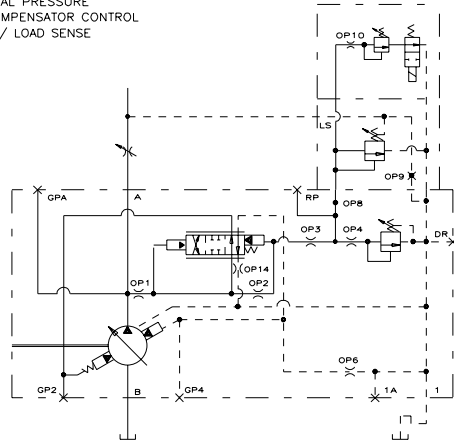 AL PRESSURE
MPENSATOR CONTROL
/ LOAD SENSE
OP10
LS
OP9
GPA
A
RP
OP8
OP3
OP4
DR
OP14
OP1
OP2
OP6
GP2
B
GP4
1A
1